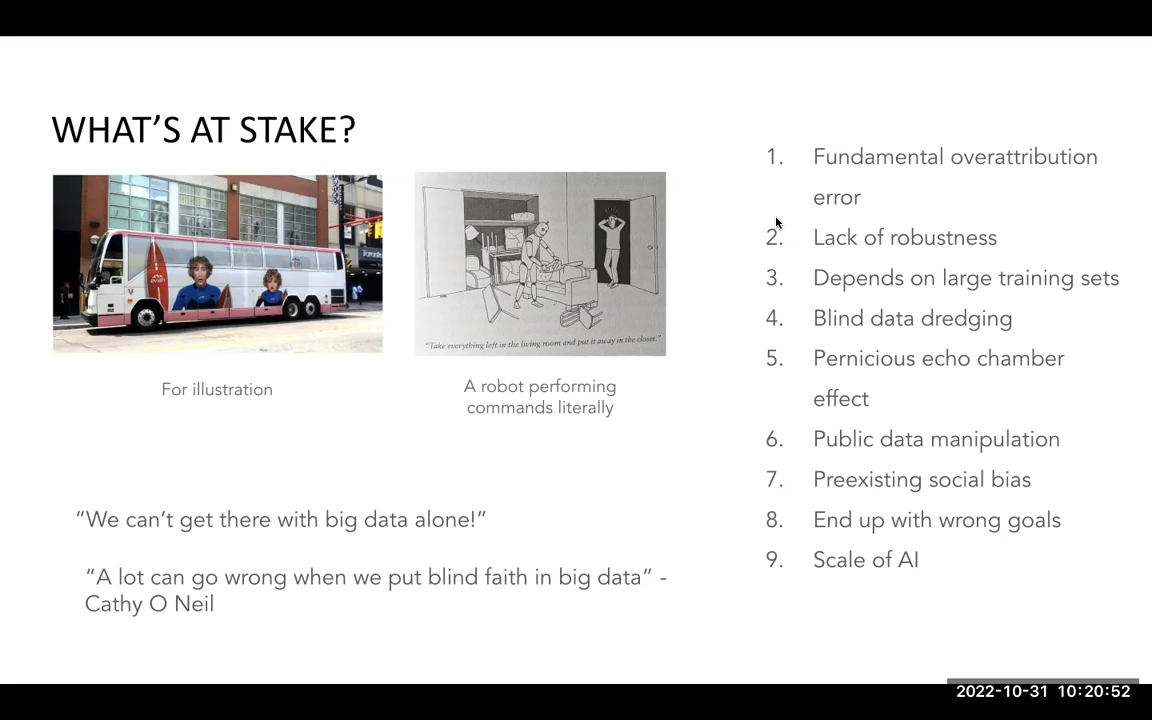 WHAT’S AT STAKE?
evian
For illustration
“Take everything left in the living room and put it away in the closet.”
A robot performing
commands literally
“We can’t get there with big data alone!”
“A lot can go wrong when we put blind faith in big data” -
Cathy O Neil
1. Fundamental overattribution
error
2. Lack of robustness
3. Depends on large training sets
4. Blind data dredging
5. Pernicious echo chamber
effect
6. Public data manipulation
7. Preexisting social bias
8. End up with wrong goals
9. Scale of AI
2022-10-31 10:20:52